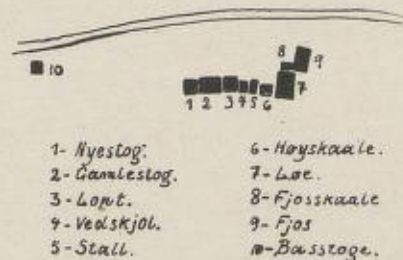 8
9
10
1 2 3 4 5 6 7
1- Nyestog.
2- Gamlestog.
3- Lopt.
4- Vedskjol.
5- Stall.
6- Høyskaale.
7- Løe.
8- Fjosskaale
9- Fjos
10- Basstoge.